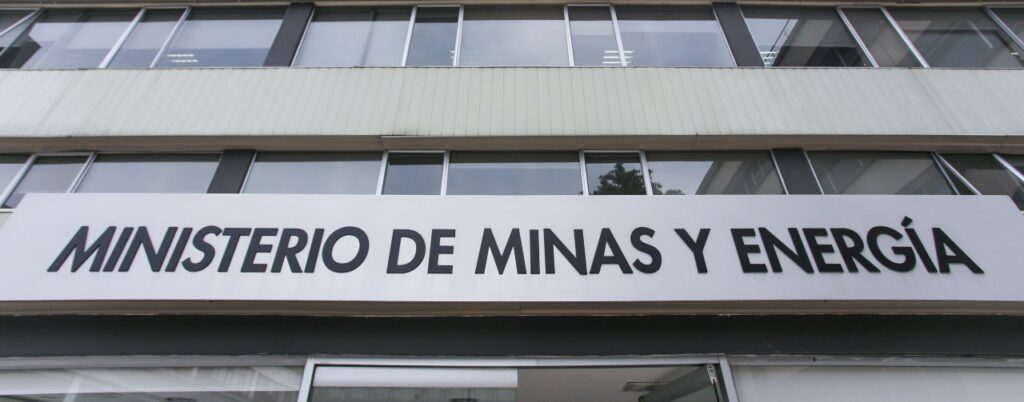 MINISTERIO DE MINAS Y ENERGÍA